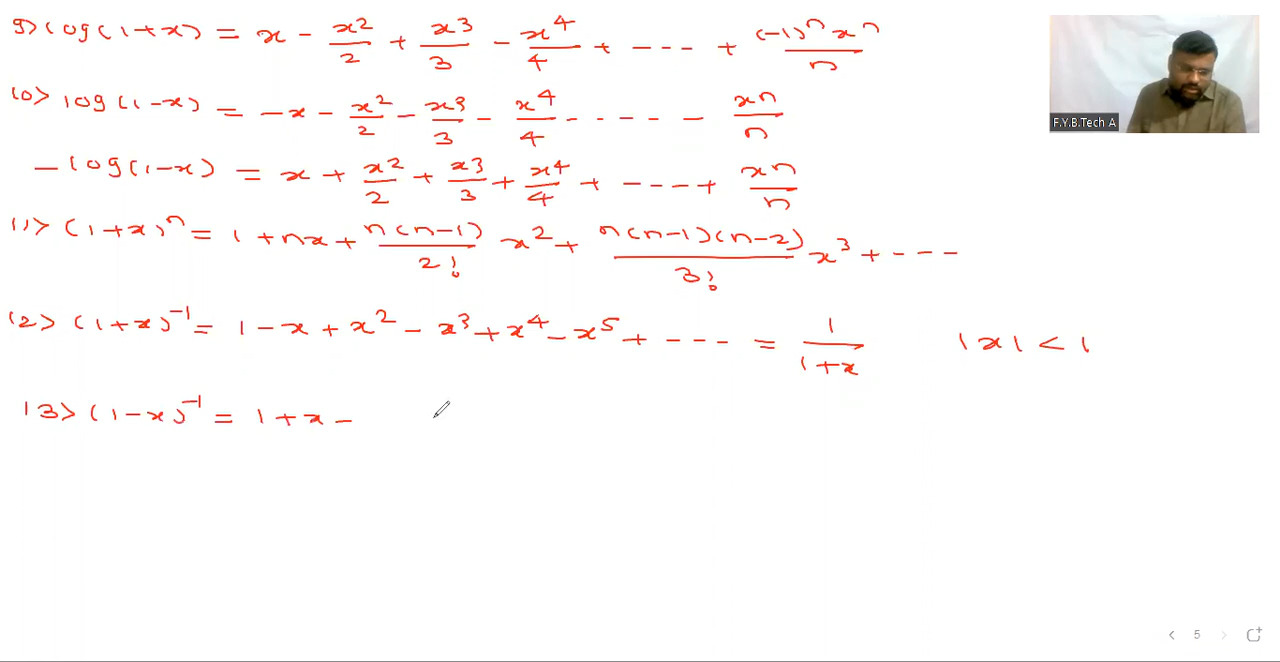 9> log(1+x) = x - x²/2 + x³/3 - x⁴/4 + --- + (-1)ⁿxⁿ/n
10> log(1-x) = -x - x²/2 - x³/3 - x⁴/4 ----- - xⁿ/n
-log(1-x) = x + x²/2 + x³/3 + x⁴/4 + ---+ xⁿ/n
11> (1+x)ⁿ = 1+nx+ n(n-1)/2! x² + n(n-1)(n-2)/3! x³ + ---
12> (1+x)⁻¹ = 1-x+x²-x³+x⁴-x⁵+ --- = 1/(1+x) |x| < 1
13> (1-x)⁻¹ = 1+x-
F.Y.B.Tech A
< 5 >